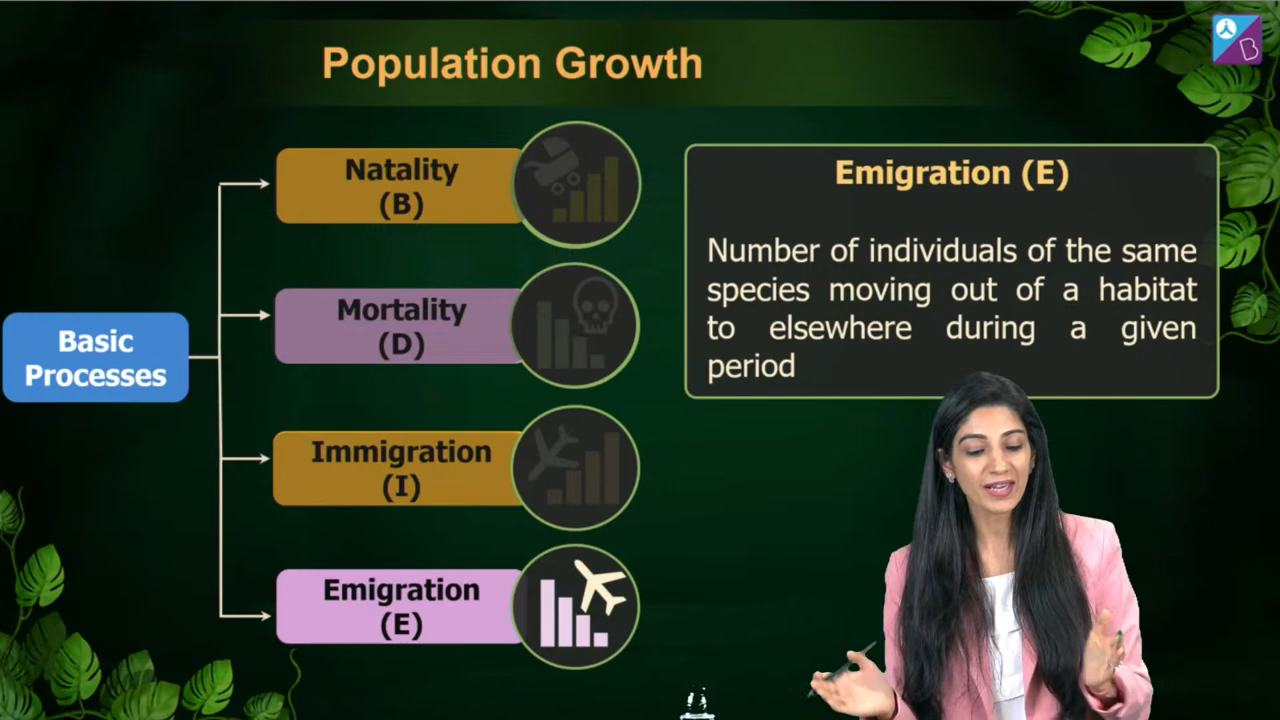 Population Growth
Natality
(B)
Mortality
(D)
Immigration
(I)
Emigration
(E)
Basic
Processes
Emigration (E)
Number of individuals of the same
species moving out of a habitat
to elsewhere during a given
period
B